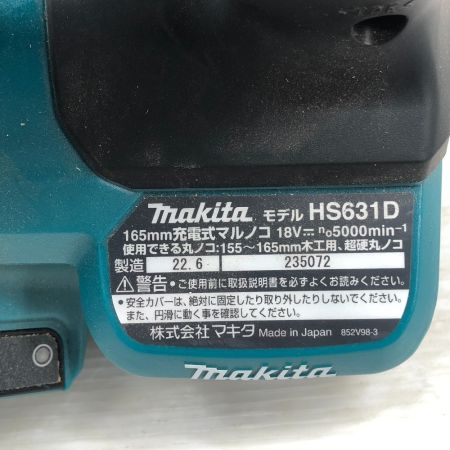 makita モデル HS631D
165mm充電式マルノコ 18V⎓ n₀5000min⁻¹
使用できる丸ノコ:155～165mm木工用、超硬丸ノコ
製造 22.6 235072
⚠警告 • ご使用前に取扱説明書を必ずよくお読みください。
• 安全カバーは、絶対に固定したり取り外したりしないでください。
また、円滑に動く事を確認してください。
株式会社マキタ Made in Japan 852V98-3
makita